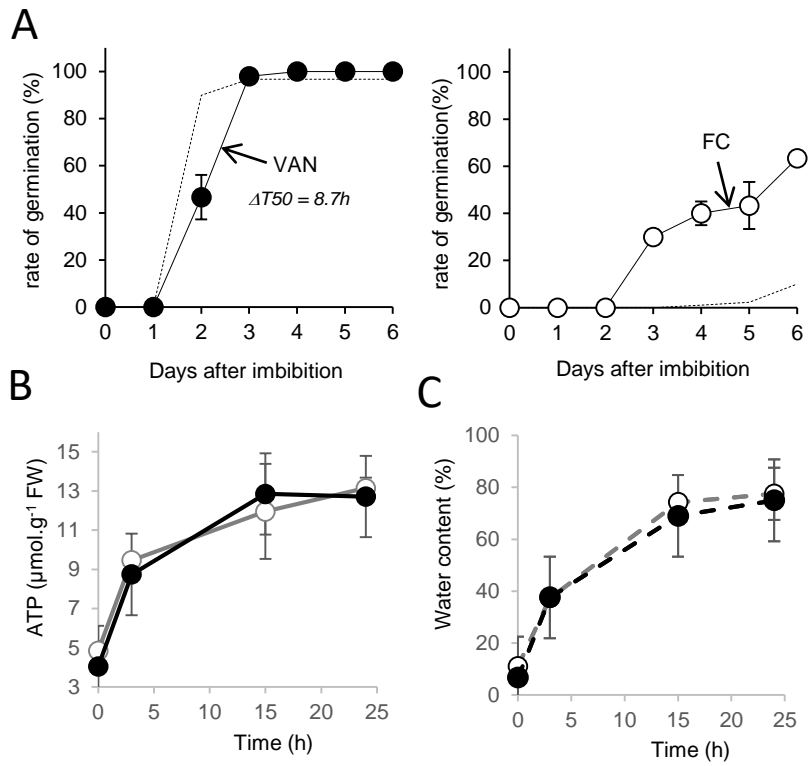 A
100
80
60
40
20
0
0 1 2 3 4 5 6
rate of germination (%)
Days after imbibition
VAN
ΔT50 = 8.7h
100
80
60
40
20
0
0 1 2 3 4 5 6
rate of germination(%)
Days after imbibition
FC
B
15
13
11
9
7
5
3
0 5 10 15 20 25
ATP (µmol.g⁻¹ FW)
Time (h)
C
100
80
60
40
20
0
0 5 10 15 20 25
Water content (%)
Time (h)